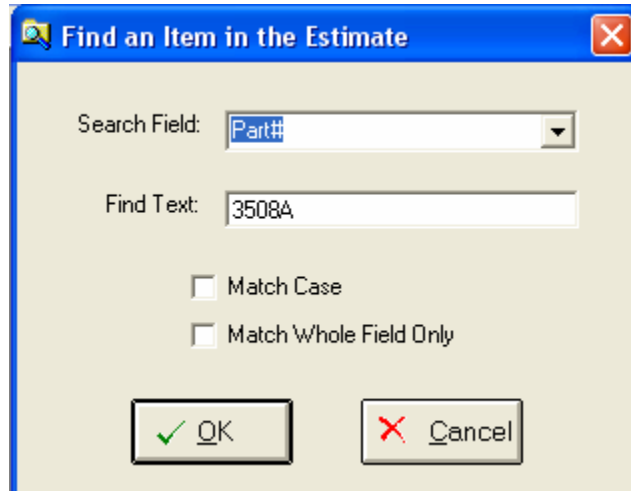 Find an Item in the Estimate
Search Field: Part#
Find Text: 3508A
Match Case
Match Whole Field Only
OK Cancel